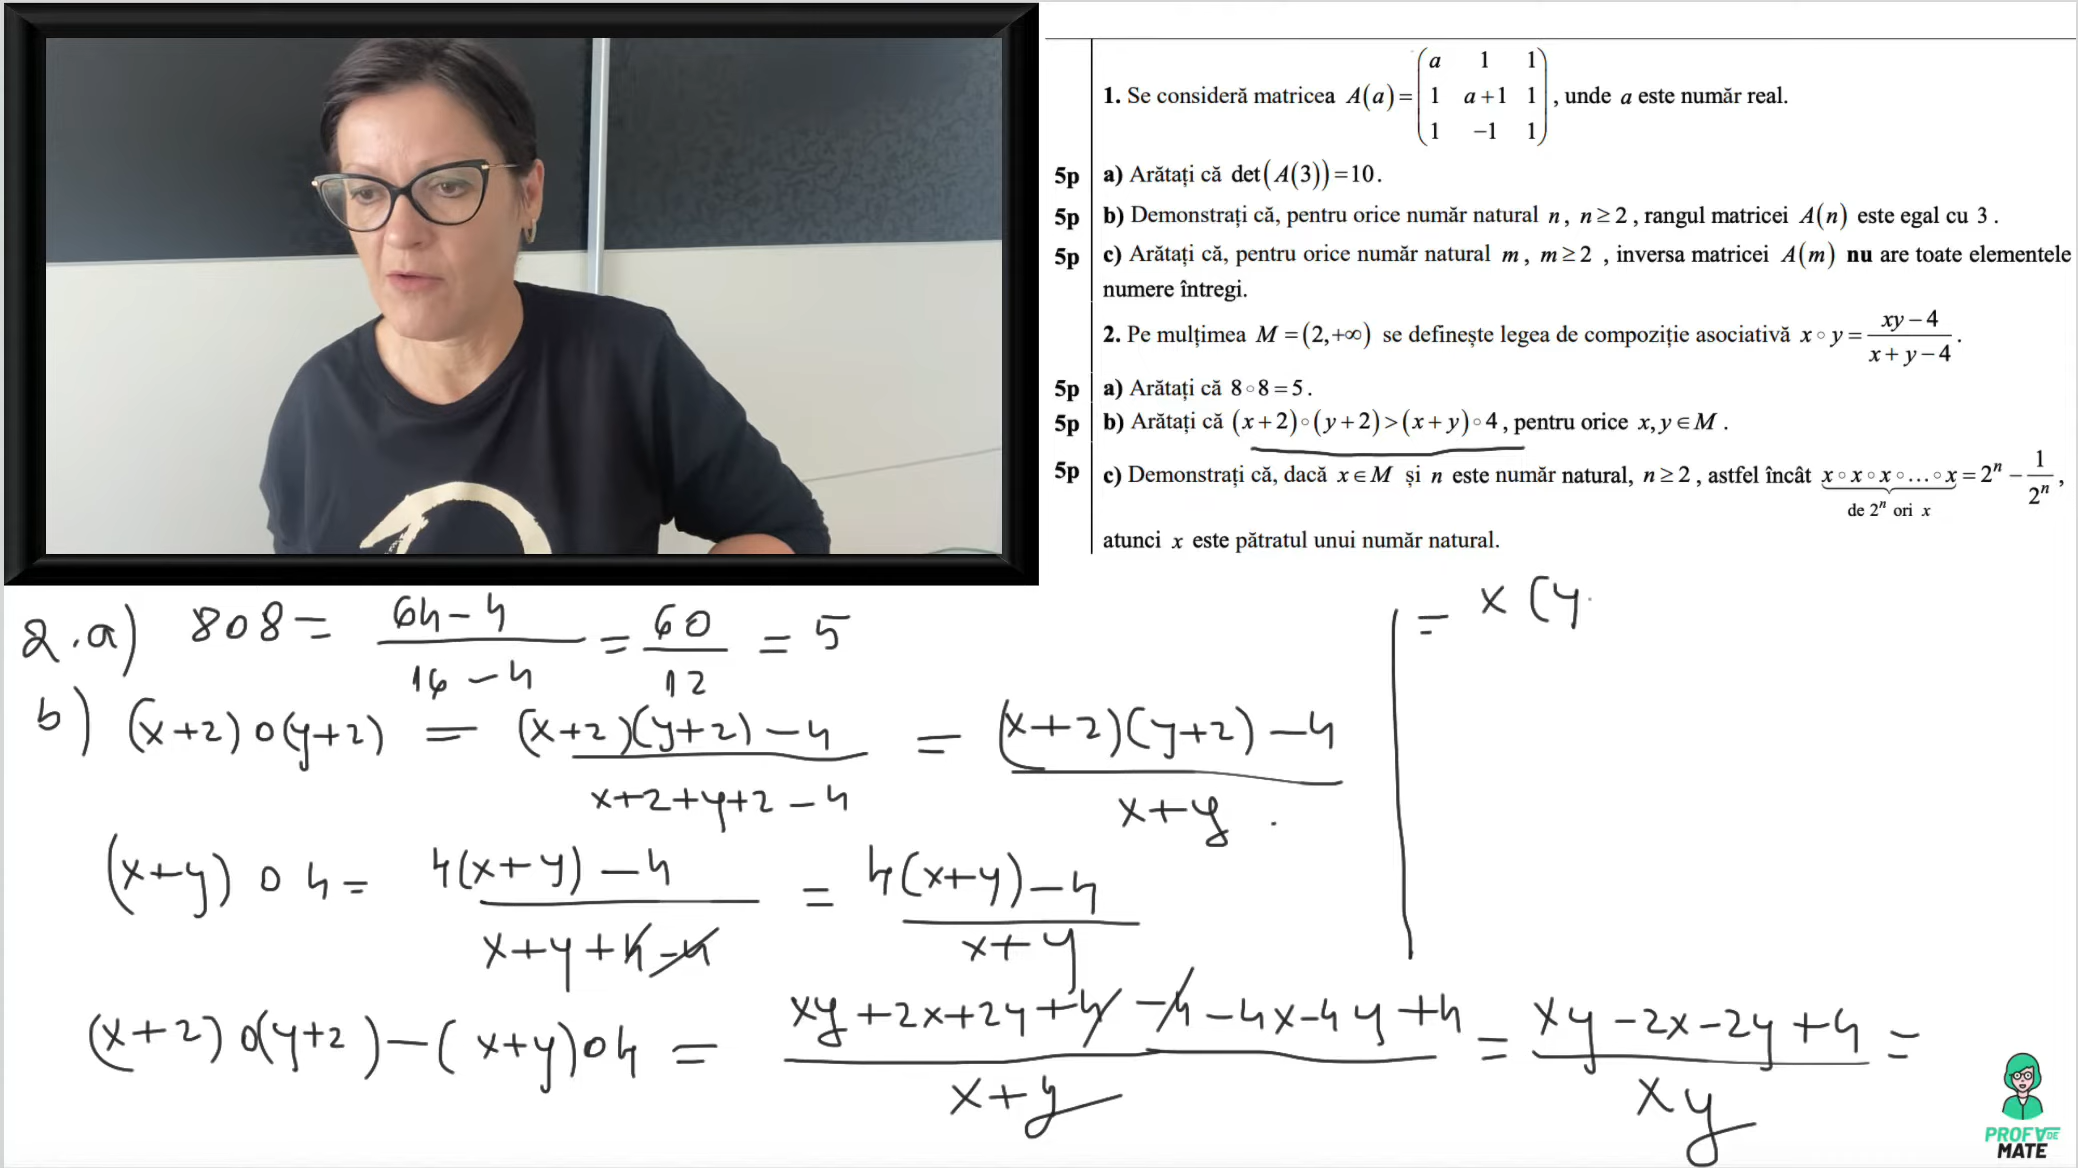 1. Se consideră matricea A(a) = ( a 1 1 ; 1 a+1 1 ; 1 −1 1 ), unde a este număr real.
5p a) Arătați că det(A(3)) = 10.
5p b) Demonstrați că, pentru orice număr natural n, n ≥ 2, rangul matricei A(n) este egal cu 3.
5p c) Arătați că, pentru orice număr natural m, m ≥ 2 , inversa matricei A(m) nu are toate elementele
numere întregi.
2. Pe mulțimea M = (2,+∞) se definește legea de compoziție asociativă x ∘ y = (xy − 4)/(x + y − 4).
5p a) Arătați că 8 ∘ 8 = 5.
5p b) Arătați că (x+2) ∘ (y+2) > (x+y) ∘ 4, pentru orice x, y ∈ M.
5p c) Demonstrați că, dacă x ∈ M și n este număr natural, n ≥ 2, astfel încât x ∘ x ∘ x ∘ ... ∘ x = 2^n − 1/2^n,
de 2^n ori x
atunci x este pătratul unui număr natural.
2.a) 8∘8 = (64−4)/(16−4) = 60/12 = 5
b) (x+2)∘(y+2) = ((x+2)(y+2)−4)/(x+2+y+2−4) = ((x+2)(y+2)−4)/(x+y).
(x+y)∘4 = (4(x+y)−4)/(x+y+4−4) = (4(x+y)−4)/(x+y)
(x+2)∘(y+2)−(x+y)∘4 = (xy+2x+2y+4−4−4x−4y+4)/(x+y) = (xy−2x−2y+4)/(xy) =
= x(y
PROFA DE
MATE